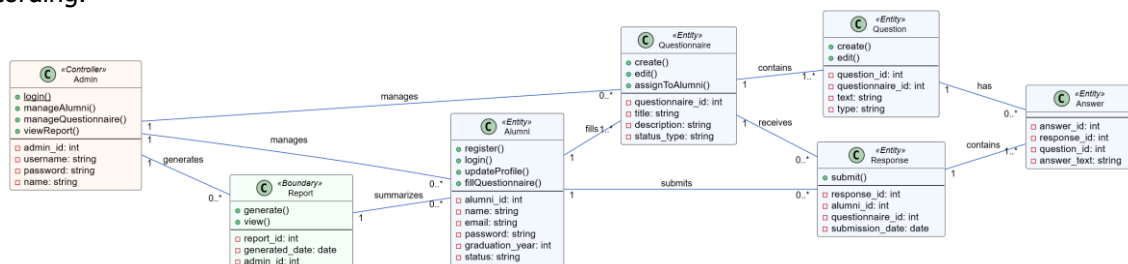 C «Controller»
Admin
login()
manageAlumni()
manageQuestionnaire()
viewReport()
admin_id: int
username: string
password: string
name: string
manages
1
0..*
manages
1
0..*
generates
1
0..*
C «Boundary»
Report
generate()
view()
report_id: int
generated_date: date
admin_id: int
summarizes
1
0..*
C «Entity»
Alumni
register()
login()
updateProfile()
fillQuestionnaire()
alumni_id: int
name: string
email: string
password: string
graduation_year: int
status: string
fills
1
1..*
submits
1
0..*
C «Entity»
Questionnaire
create()
edit()
assignToAlumni()
questionnaire_id: int
title: string
description: string
status_type: string
contains
1
1..*
receives
1
0..*
C «Entity»
Question
create()
edit()
question_id: int
questionnaire_id: int
text: string
type: string
has
1
0..*
C «Entity»
Response
submit()
response_id: int
alumni_id: int
questionnaire_id: int
submission_date: date
contains
1
1..*
C «Entity»
Answer
answer_id: int
response_id: int
question_id: int
answer_text: string